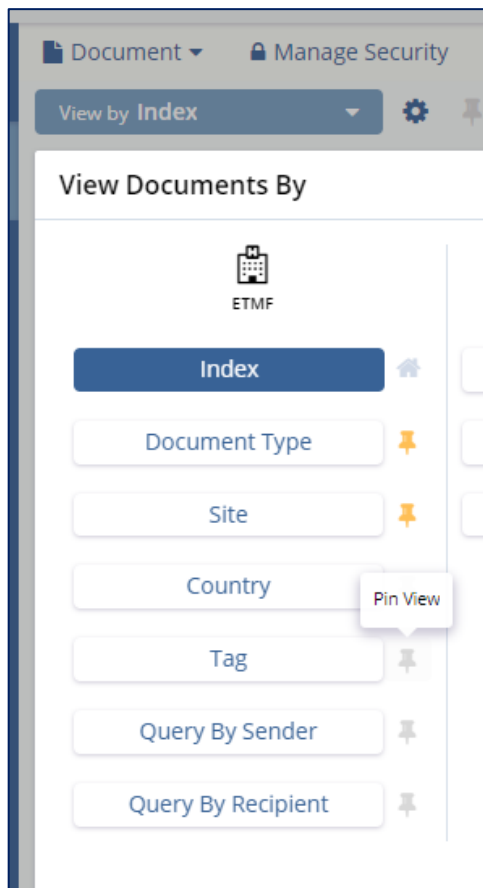 Document Manage Security
View by Index
View Documents By
ETMF
Index
Document Type
Site
Country
Pin View
Tag
Query By Sender
Query By Recipient